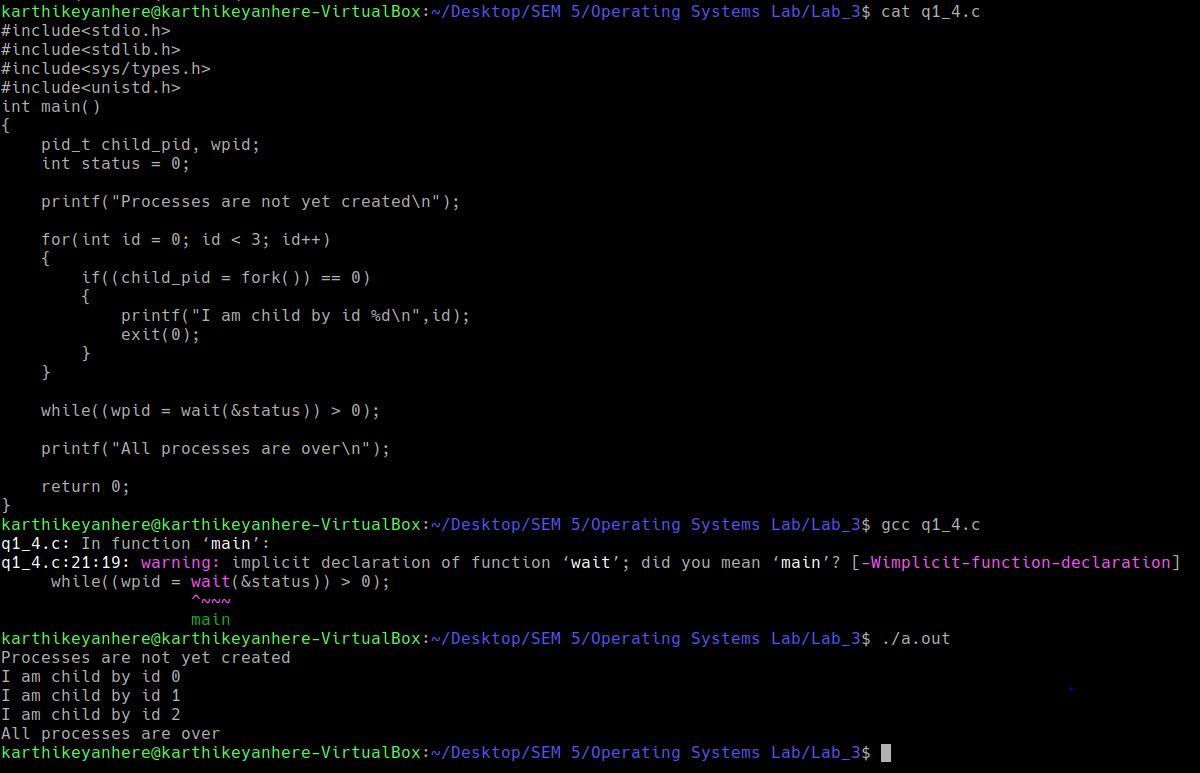 karthikeyanhere@karthikeyanhere-VirtualBox:~/Desktop/SEM 5/Operating Systems Lab/Lab_3$ cat q1_4.c
#include<stdio.h>
#include<stdlib.h>
#include<sys/types.h>
#include<unistd.h>
int main()
{
    pid_t child_pid, wpid;
    int status = 0;

    printf("Processes are not yet created\n");

    for(int id = 0; id < 3; id++)
    {
        if((child_pid = fork()) == 0)
        {
            printf("I am child by id %d\n",id);
            exit(0);
        }
    }

    while((wpid = wait(&status)) > 0);

    printf("All processes are over\n");

    return 0;
}
karthikeyanhere@karthikeyanhere-VirtualBox:~/Desktop/SEM 5/Operating Systems Lab/Lab_3$ gcc q1_4.c
q1_4.c: In function ‘main’:
q1_4.c:21:19: warning: implicit declaration of function ‘wait’; did you mean ‘main’? [-Wimplicit-function-declaration]
     while((wpid = wait(&status)) > 0);
                   ^~~~
                   main
karthikeyanhere@karthikeyanhere-VirtualBox:~/Desktop/SEM 5/Operating Systems Lab/Lab_3$ ./a.out
Processes are not yet created
I am child by id 0
I am child by id 1
I am child by id 2
All processes are over
karthikeyanhere@karthikeyanhere-VirtualBox:~/Desktop/SEM 5/Operating Systems Lab/Lab_3$